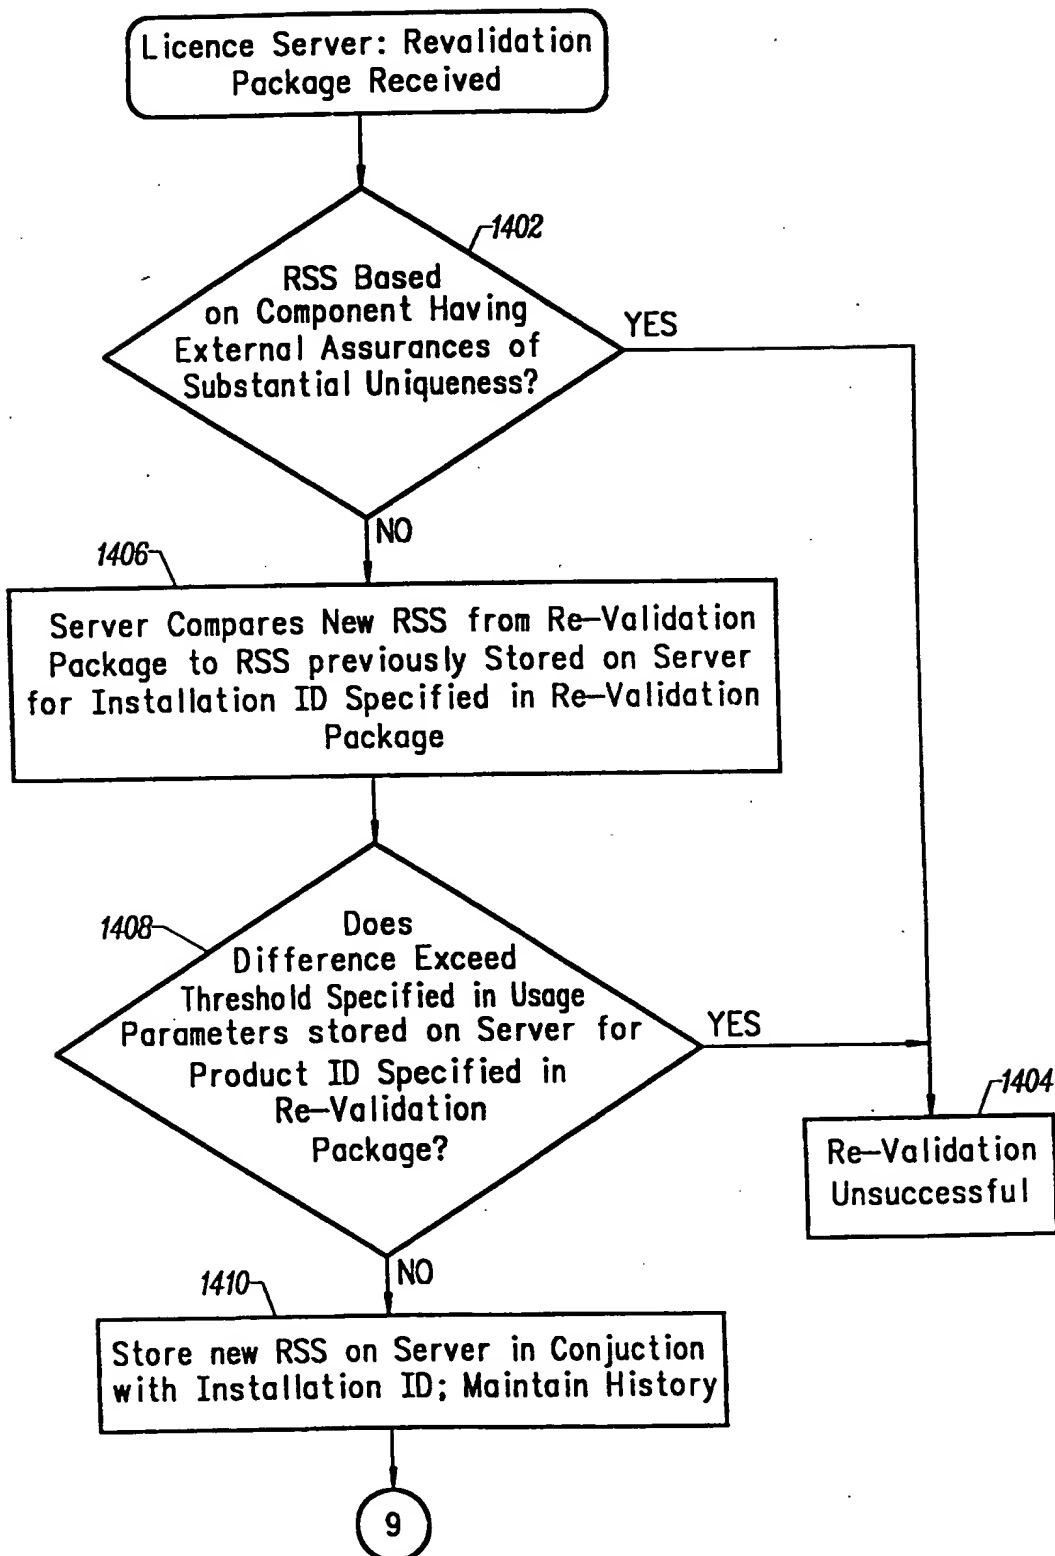 Licence Server: Revalidation
Package Received
1402
RSS Based
on Component Having
External Assurances of
Substantial Uniqueness?
YES
NO
1406
Server Compares New RSS from Re-Validation
Package to RSS previously Stored on Server
for Installation ID Specified in Re-Validation
Package
1408
Does
Difference Exceed
Threshold Specified in Usage
Parameters stored on Server for
Product ID Specified in
Re-Validation
Package?
YES
1404
Re-Validation
Unsuccessful
NO
1410
Store new RSS on Server in Conjuction
with Installation ID; Maintain History
9